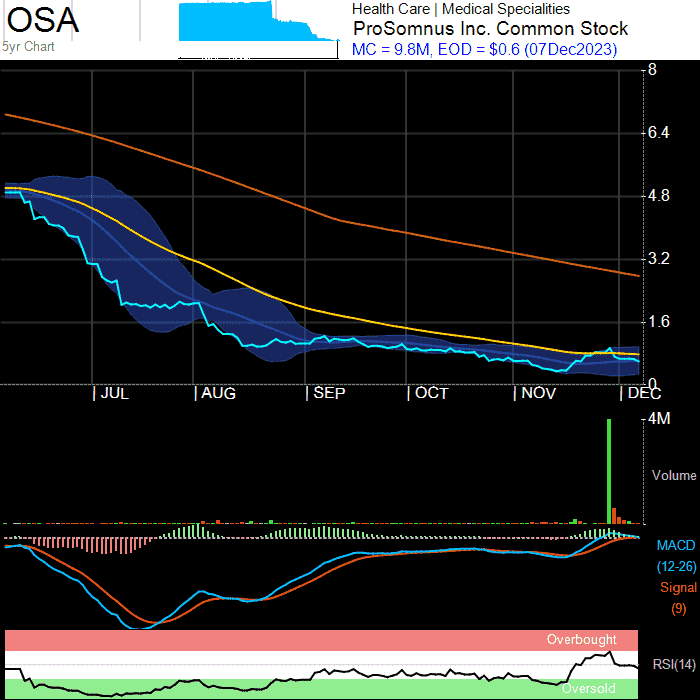 OSA
5yr Chart
Health Care | Medical Specialities
ProSomnus Inc. Common Stock
MC = 9.8M, EOD = $0.6 (07Dec2023)
8
6.4
4.8
3.2
1.6
0
| JUL | AUG | SEP | OCT | NOV | DEC
4M
Volume
MACD
(12-26)
Signal
(9)
Overbought
RSI(14)
Oversold